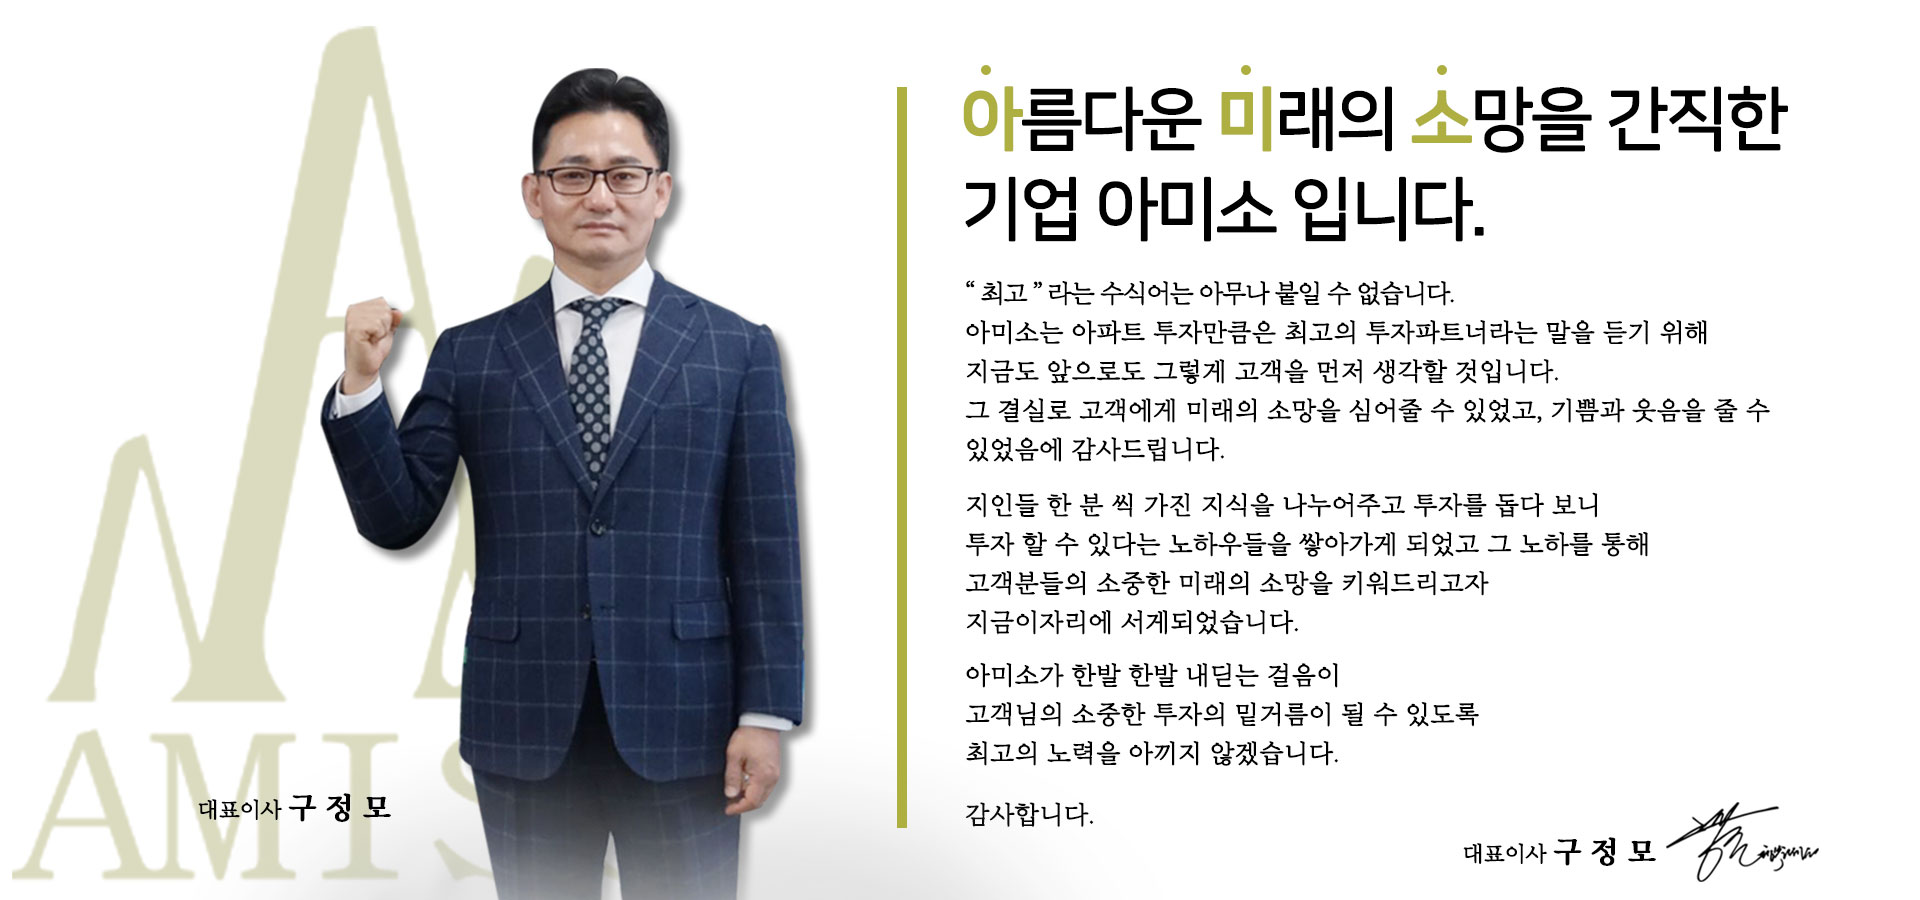 아름다운 미래의 소망을 간직한
기업 아미소 입니다.
“ 최고 ” 라는 수식어는 아무나 붙일 수 없습니다.
아미소는 아파트 투자만큼은 최고의 투자파트너라는 말을 듣기 위해
지금도 앞으로도 그렇게 고객을 먼저 생각할 것입니다.
그 결실로 고객에게 미래의 소망을 심어줄 수 있었고, 기쁨과 웃음을 줄 수
있었음에 감사드립니다.
지인들 한 분 씩 가진 지식을 나누어주고 투자를 돕다 보니
투자 할 수 있다는 노하우들을 쌓아가게 되었고 그 노하를 통해
고객분들의 소중한 미래의 소망을 키워드리고자
지금이자리에 서게되었습니다.
아미소가 한발 한발 내딛는 걸음이
고객님의 소중한 투자의 밑거름이 될 수 있도록
최고의 노력을 아끼지 않겠습니다.
감사합니다.
대표이사 구 정 모
AMIS
대표이사 구 정 모